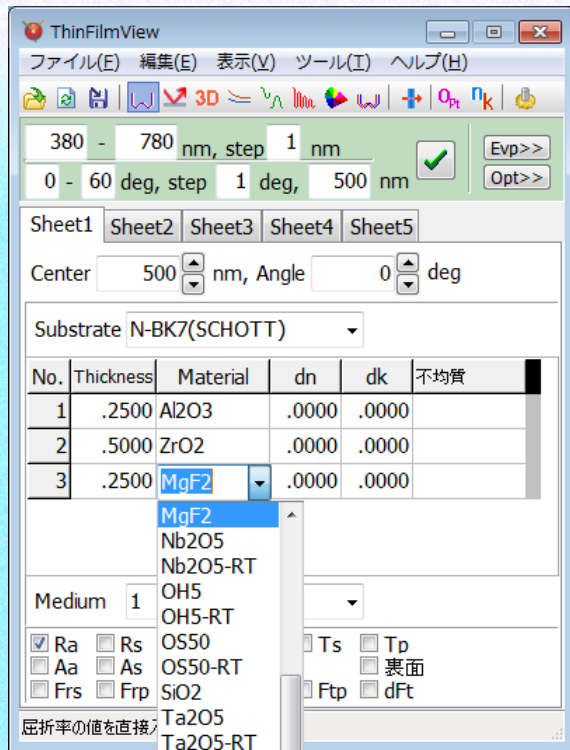 ThinFilmView
ファイル(F) 編集(E) 表示(V) ツール(T) ヘルプ(H)
3D OPt nk
380 - 780 nm, step 1 nm
Evp>>
0 - 60 deg, step 1 deg, 500 nm
Opt>>
Sheet1 Sheet2 Sheet3 Sheet4 Sheet5
Center 500 nm, Angle 0 deg
Substrate N-BK7(SCHOTT)
No. Thickness Material dn dk 不均質
1 .2500 Al2O3 .0000 .0000
2 .5000 ZrO2 .0000 .0000
3 .2500 MgF2 .0000 .0000
MgF2
Nb2O5
Nb2O5-RT
OH5
Medium 1
OH5-RT
Ra Rs OS50 Ts Tp
Aa As OS50-RT 裏面
Frs Frp SiO2 Ftp dFt
Ta2O5
屈折率の値を直接
Ta2O5-RT